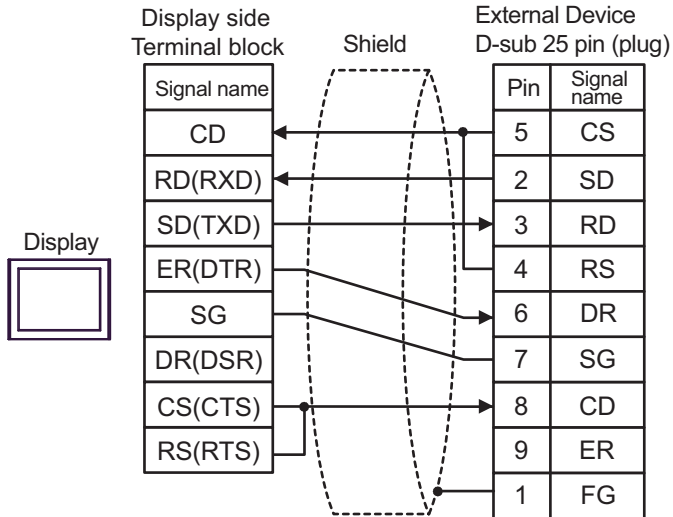 Display side
Terminal block
Shield
External Device
D-sub 25 pin (plug)
Signal name
Pin
Signal
name
CD
5
CS
RD(RXD)
2
SD
SD(TXD)
3
RD
Display
ER(DTR)
4
RS
SG
6
DR
DR(DSR)
7
SG
CS(CTS)
8
CD
RS(RTS)
9
ER
1
FG